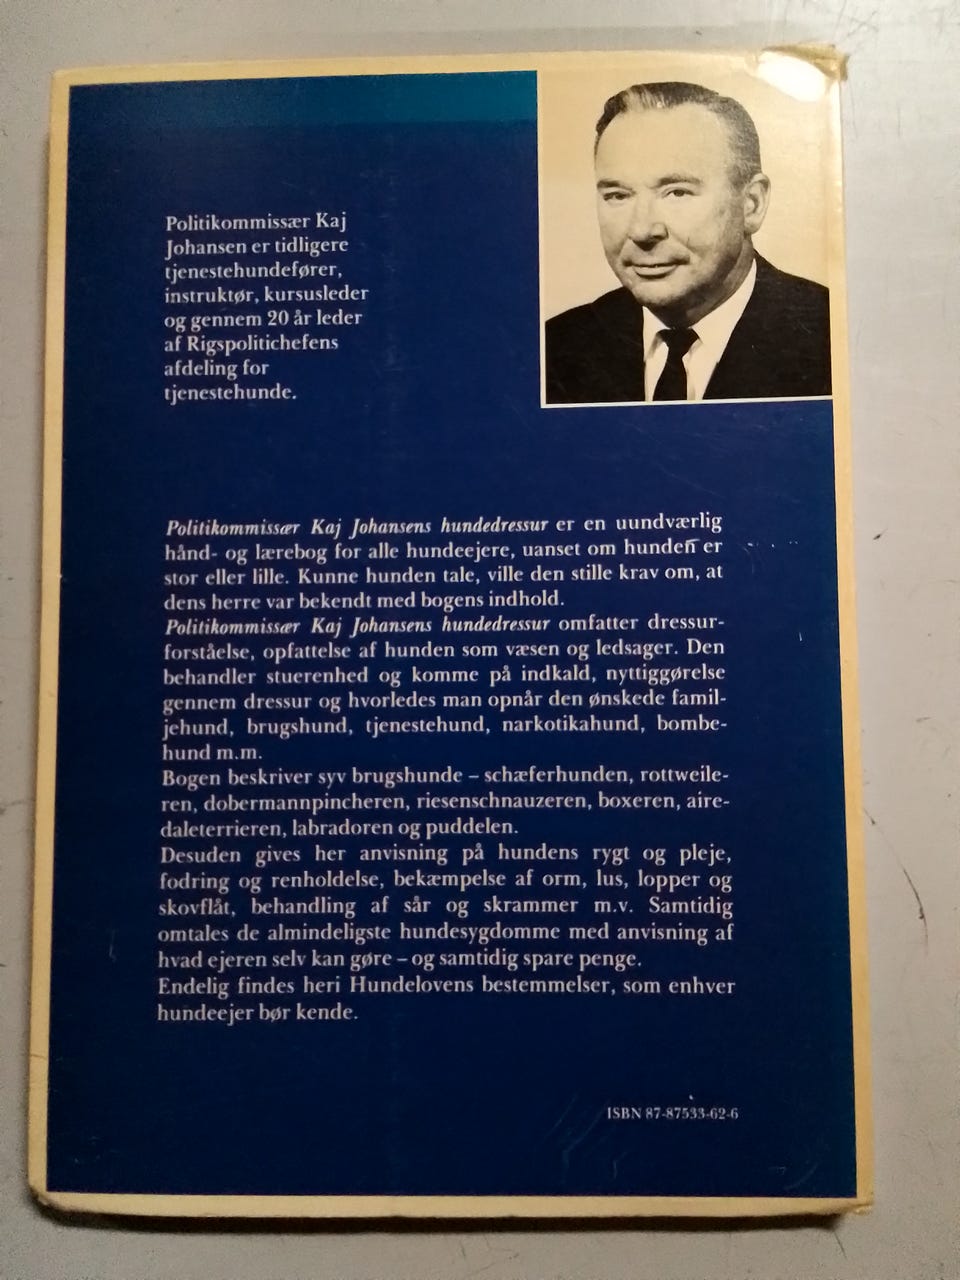 Politikommissær Kaj
Johansen er tidligere
tjenestehundefører,
instruktør, kursusleder
og gennem 20 år leder
af Rigspolitichefens
afdeling for
tjenestehunde.
Politikommissær Kaj Johansens hundedressur er en uundværlig
hånd- og lærebog for alle hundeejere, uanset om hunden er
stor eller lille. Kunne hunden tale, ville den stille krav om, at
dens herre var bekendt med bogens indhold.
Politikommissær Kaj Johansens hundedressur omfatter dressur-
forståelse, opfattelse af hunden som væsen og ledsager. Den
behandler stuerenhed og komme på indkald, nyttiggørelse
gennem dressur og hvorledes man opnår den ønskede famil-
jehund, brugshund, tjenestehund, narkotikahund, bombe-
hund m.m.
Bogen beskriver syv brugshunde – schæferhunden, rottweile-
ren, dobermannpincheren, riesenschnauzeren, boxeren, aire-
daleterrieren, labradoren og puddelen.
Desuden gives her anvisning på hundens rygt og pleje,
fodring og renholdelse, bekæmpelse af orm, lus, lopper og
skovflåt, behandling af sår og skrammer m.v. Samtidig
omtales de almindeligste hundesygdomme med anvisning af
hvad ejeren selv kan gøre – og samtidig spare penge.
Endelig findes heri Hundelovens bestemmelser, som enhver
hundeejer bør kende.
ISBN 87-87533-62-6